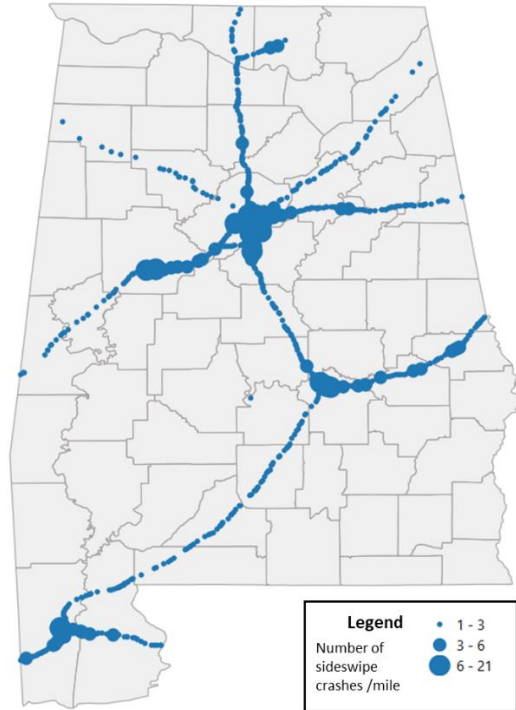 Legend
Number of
sideswipe
crashes /mile
1 - 3
3 - 6
6 - 21